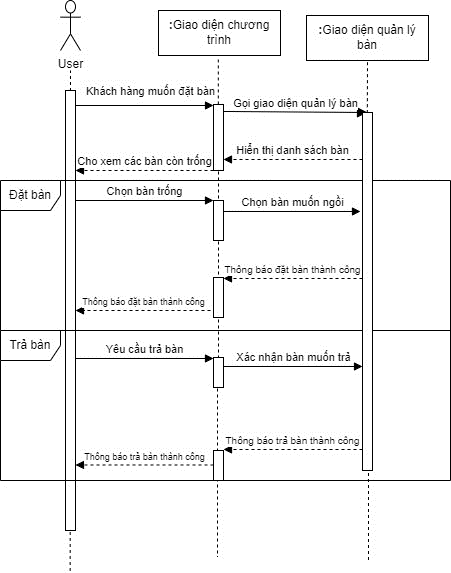 :Giao diện chương
trình
:Giao diện quản lý
bàn
User
Khách hàng muốn đặt bàn
Gọi giao diện quản lý bàn
Hiển thị danh sách bàn
Cho xem các bàn còn trống
Đặt bàn
Chọn bàn trống
Chọn bàn muốn ngồi
Thông báo đặt bàn thành công
Thông báo đặt bàn thành công
Trả bàn
Yêu cầu trả bàn
Xác nhận bàn muốn trả
Thông báo trả bàn thành công
Thông báo trả bàn thành công